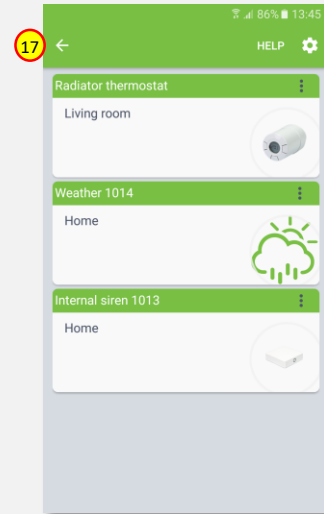 86% 13:45
17
HELP
Radiator thermostat
Living room
Weather 1014
Home
Internal siren 1013
Home